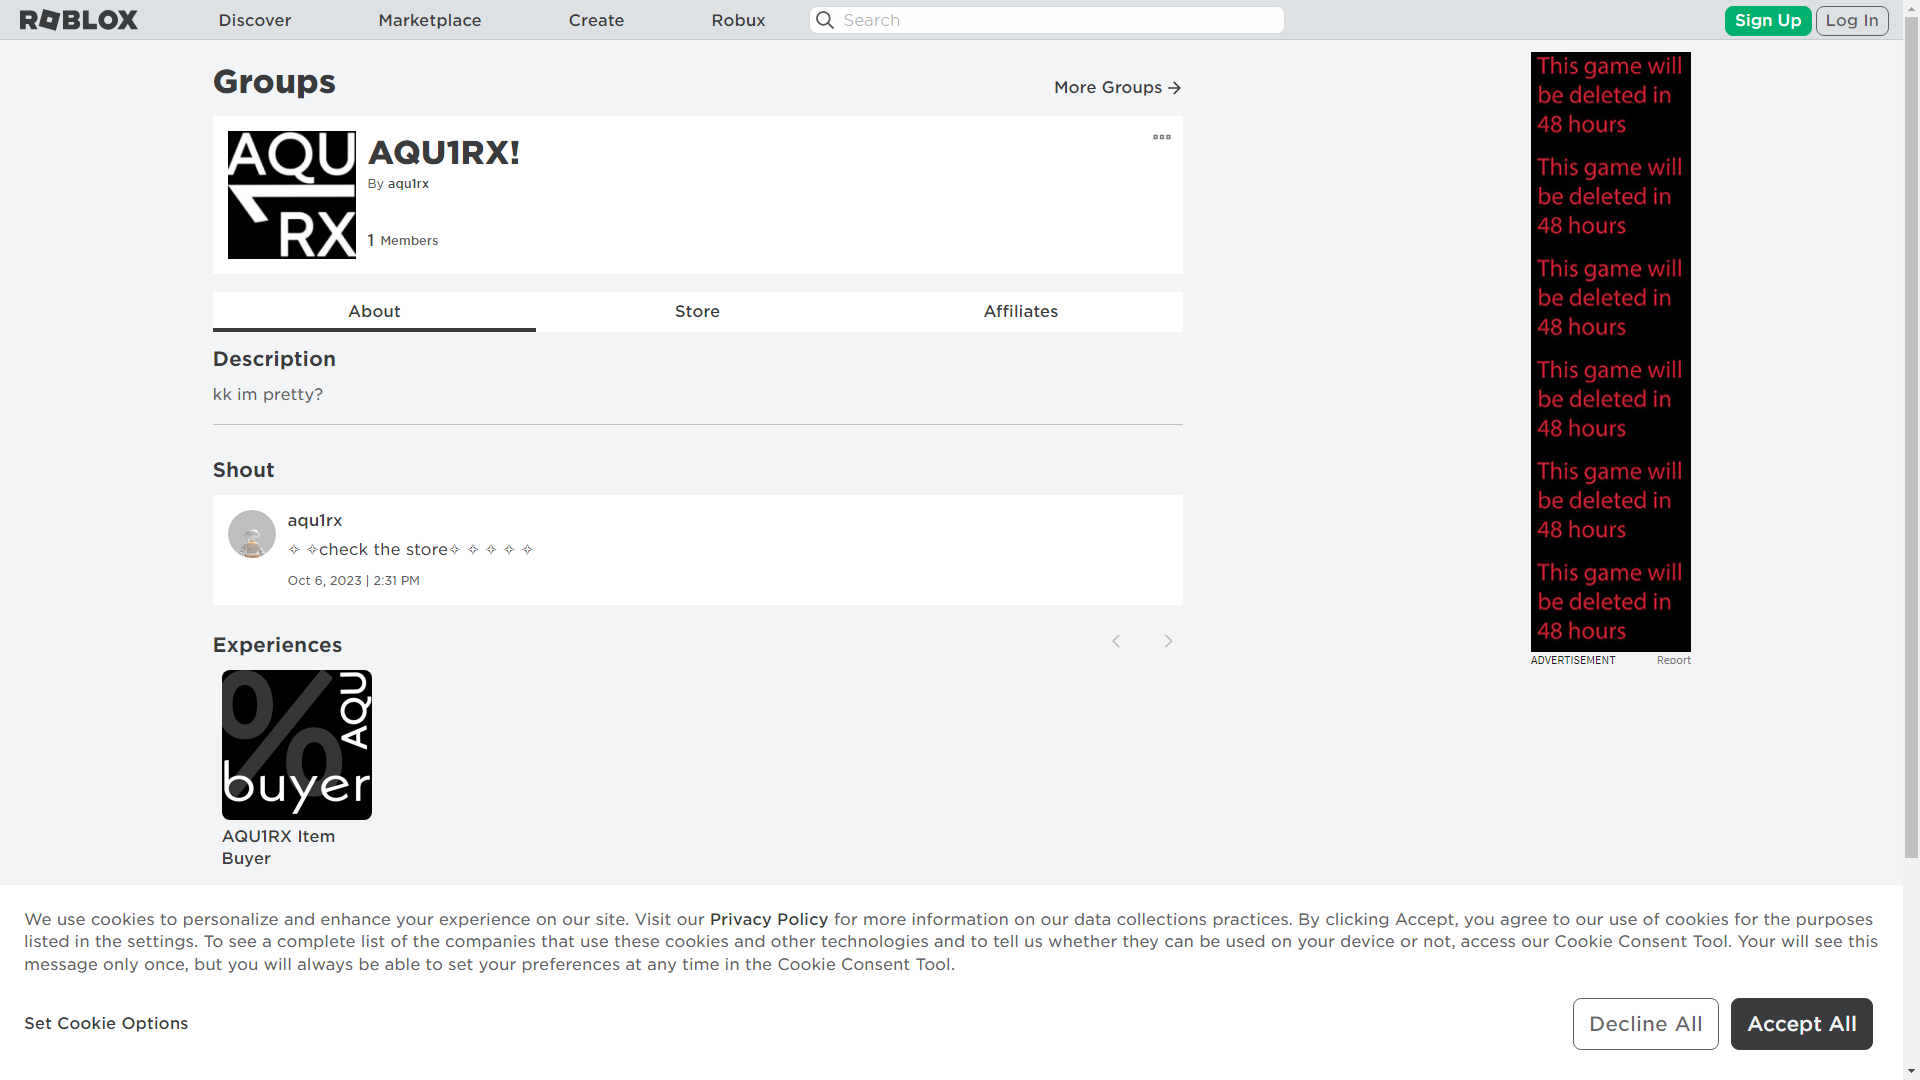 ROBLOX
Discover
Marketplace
Create
Robux
Search
Sign Up
Log In
Groups
More Groups →
AQU
RX
AQU1RX!
By aqu1rx
1 Members
About
Store
Affiliates
Description
kk im pretty?
Shout
aqu1rx
✧ ✧check the store✧ ✧ ✧ ✧ ✧
Oct 6, 2023 | 2:31 PM
Experiences
%
AQU
buyer
AQU1RX Item
Buyer
This game will
be deleted in
48 hours
This game will
be deleted in
48 hours
This game will
be deleted in
48 hours
This game will
be deleted in
48 hours
This game will
be deleted in
48 hours
This game will
be deleted in
48 hours
ADVERTISEMENT
Report
We use cookies to personalize and enhance your experience on our site. Visit our Privacy Policy for more information on our data collections practices. By clicking Accept, you agree to our use of cookies for the purposes
listed in the settings. To see a complete list of the companies that use these cookies and other technologies and to tell us whether they can be used on your device or not, access our Cookie Consent Tool. Your will see this
message only once, but you will always be able to set your preferences at any time in the Cookie Consent Tool.
Set Cookie Options
Decline All
Accept All